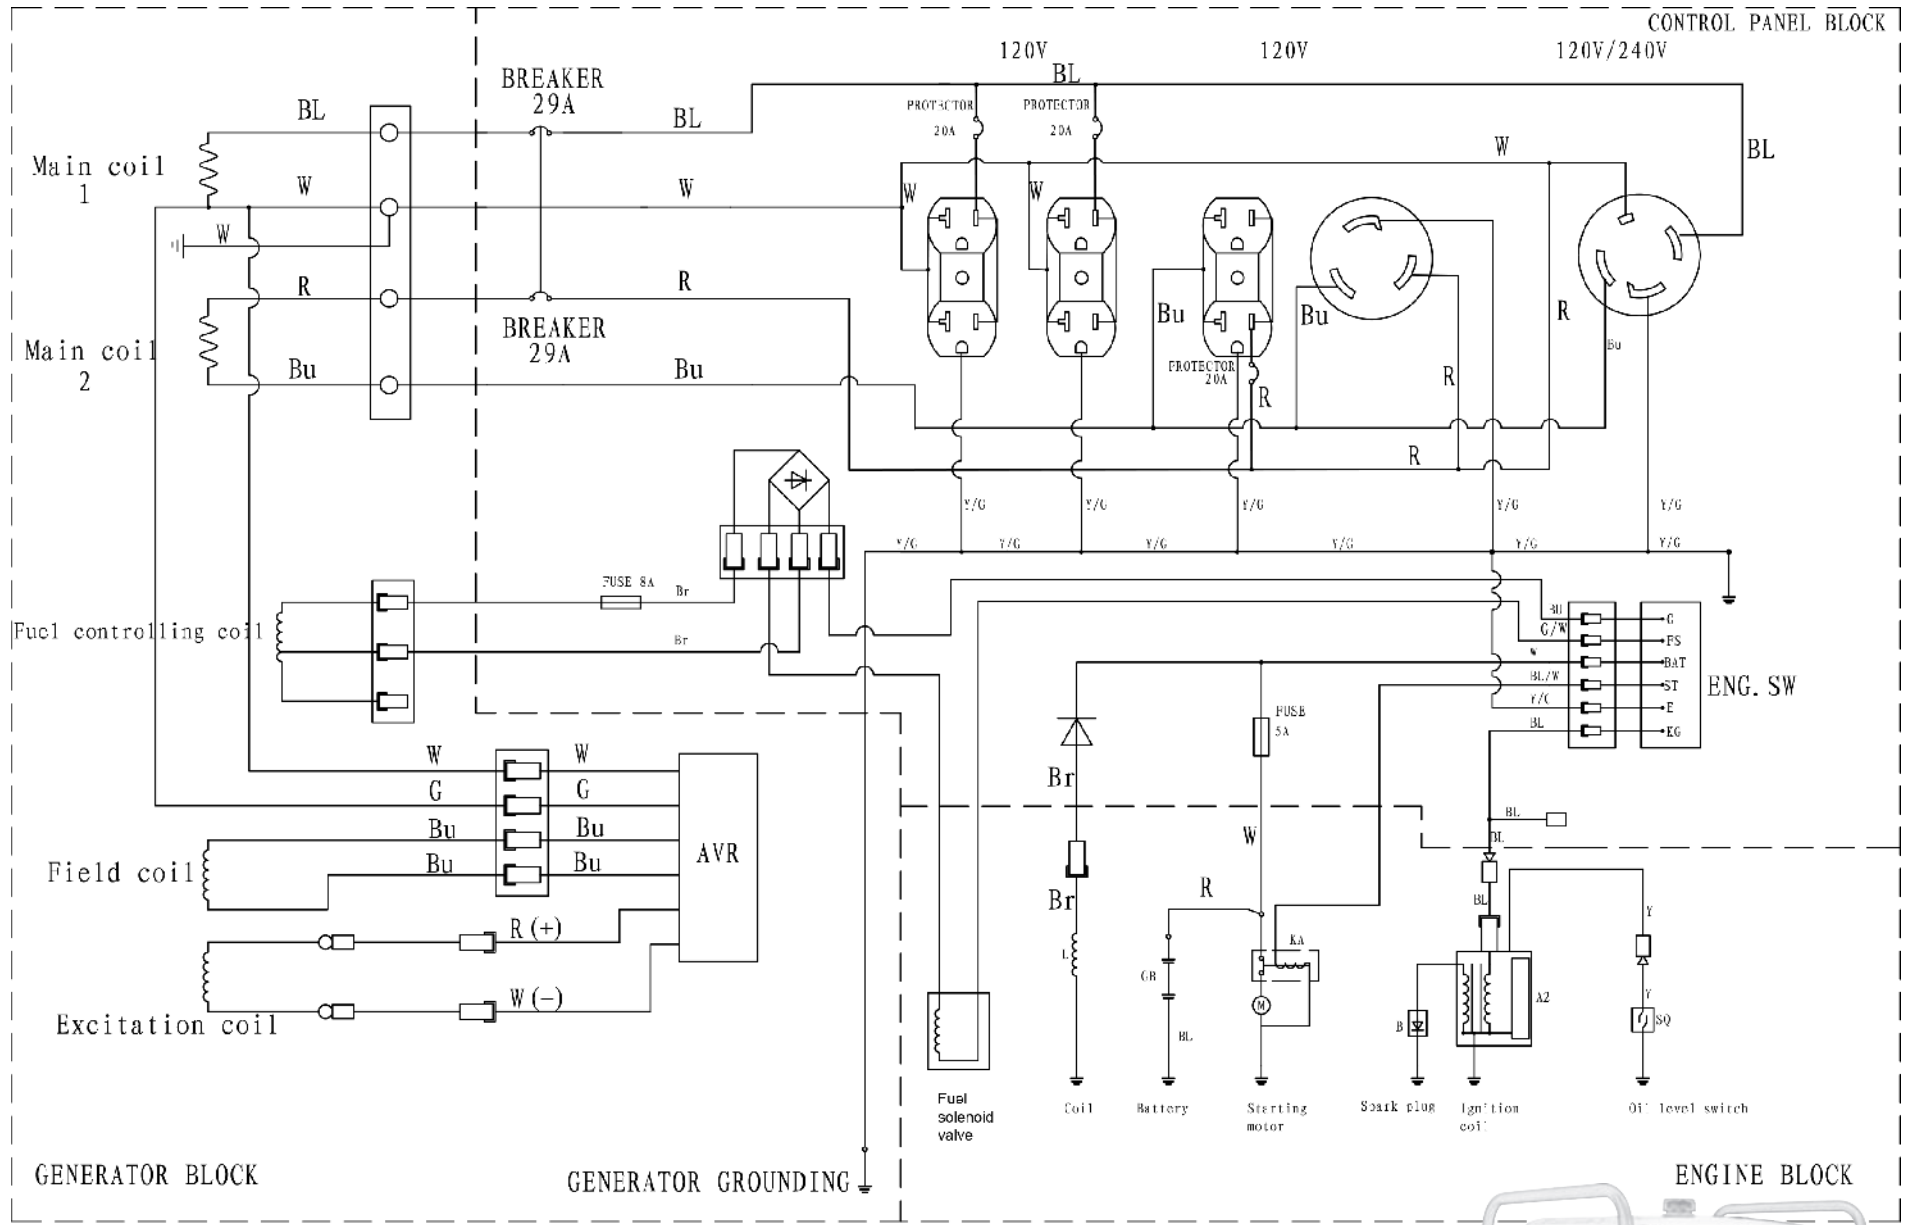 CONTROL PANEL BLOCK
120V
120V
120V/240V
BREAKER
29A
BL
BL
BL
PROTECTOR
20A
PROTECTOR
20A
BL
Main coil
1
W
W
W
W
W
W
R
R
BREAKER
29A
Main coil
2
Bu
Bu
Bu
Bu
R
Bu
PROTECTOR
20A
R
R
R
Y/G
Y/G
Y/G
Y/G
Y/G
Y/G
Y/G
Y/G
Y/G
Y/G
Y/G
FUSE 8A
Br
Br
Fuel controlling coil
BU
G/W
W
BL/W
BL
G
FS
BAT
ST
E
KG
ENG. SW
FUSE
5A
W
W
G
G
Bu
Bu
Bu
Bu
AVR
Field coil
R (+)
W (-)
Excitation coil
Br
Br
L
W
R
GB
BL
KA
M
BL
BL
BL
Y
Y
A2
B
SQ
Fuel
solenoid
valve
Coil
Battery
Starting
motor
Spark plug
Ignition
coil
Oil level switch
GENERATOR BLOCK
GENERATOR GROUNDING
ENGINE BLOCK